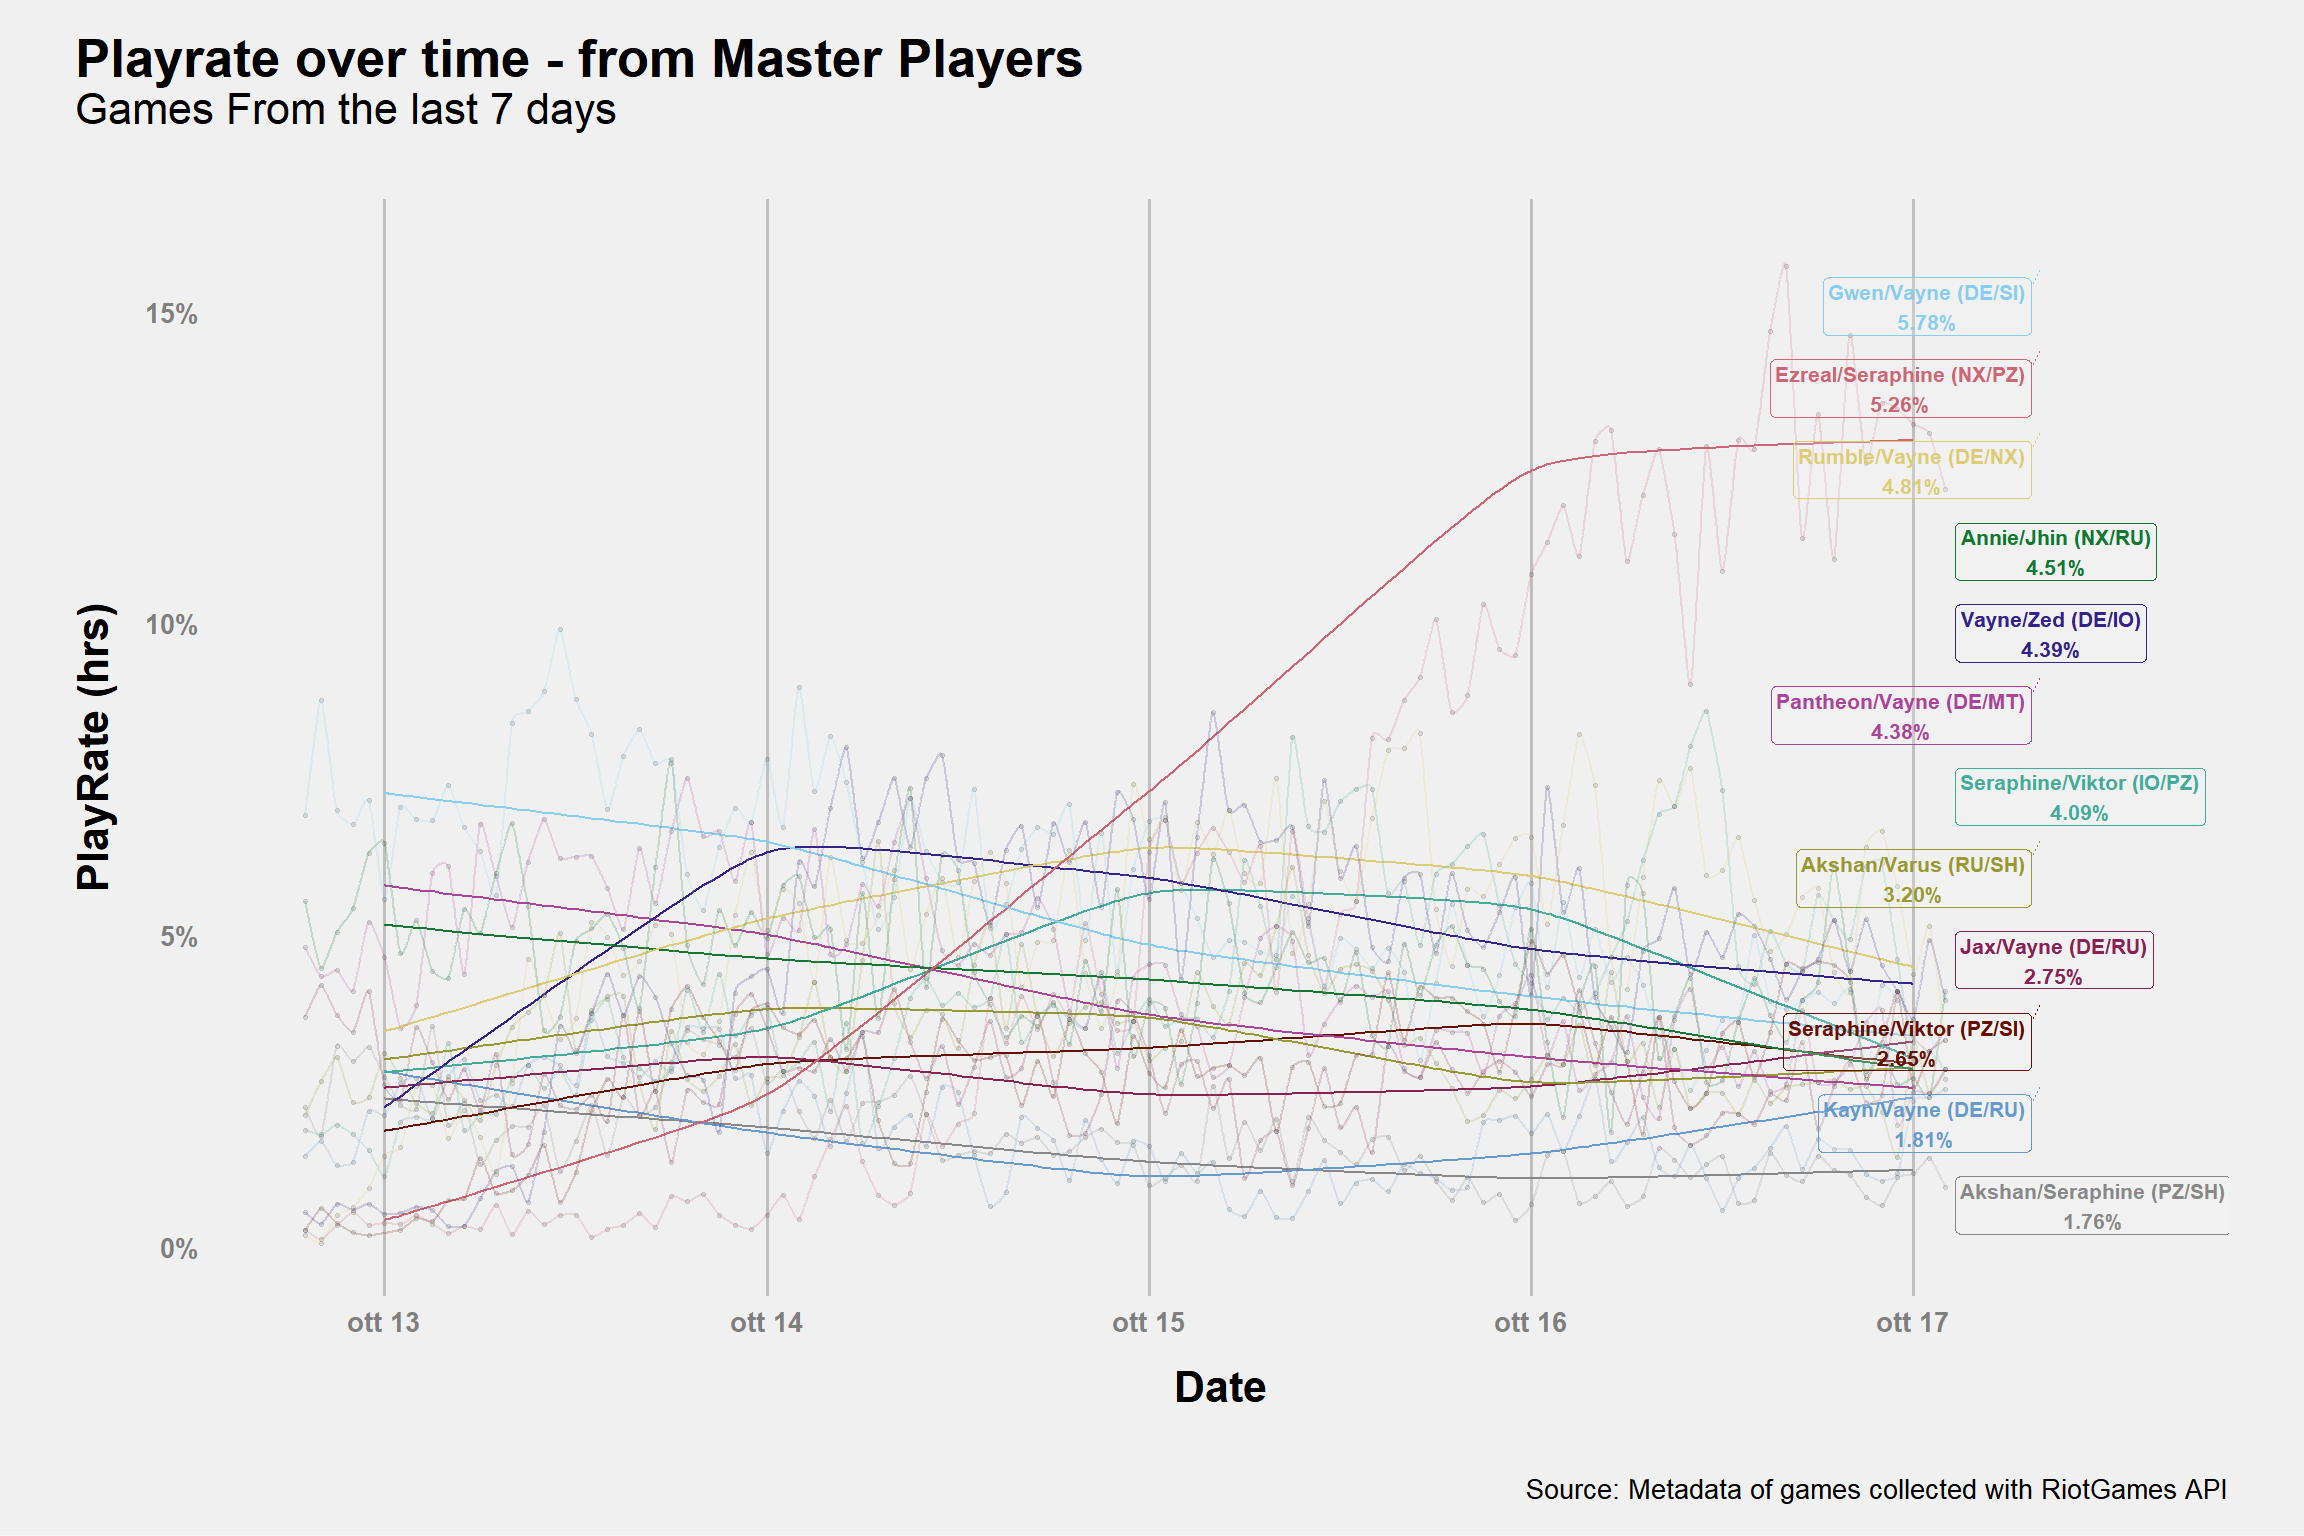 Playrate over time - from Master Players
Games From the last 7 days
PlayRate (hrs)
15%
10%
5%
0%
Gwen/Vayne (DE/SI)
5.78%
Ezreal/Seraphine (NX/PZ)
5.26%
Rumble/Vayne (DE/NX)
4.81%
Annie/Jhin (NX/RU)
4.51%
Vayne/Zed (DE/IO)
4.39%
Pantheon/Vayne (DE/MT)
4.38%
Seraphine/Viktor (IO/PZ)
4.09%
Akshan/Varus (RU/SH)
3.20%
Jax/Vayne (DE/RU)
2.75%
Seraphine/Viktor (PZ/SI)
2.65%
Kayn/Vayne (DE/RU)
1.81%
Akshan/Seraphine (PZ/SH)
1.76%
ott 13
ott 14
ott 15
ott 16
ott 17
Date
Source: Metadata of games collected with RiotGames API